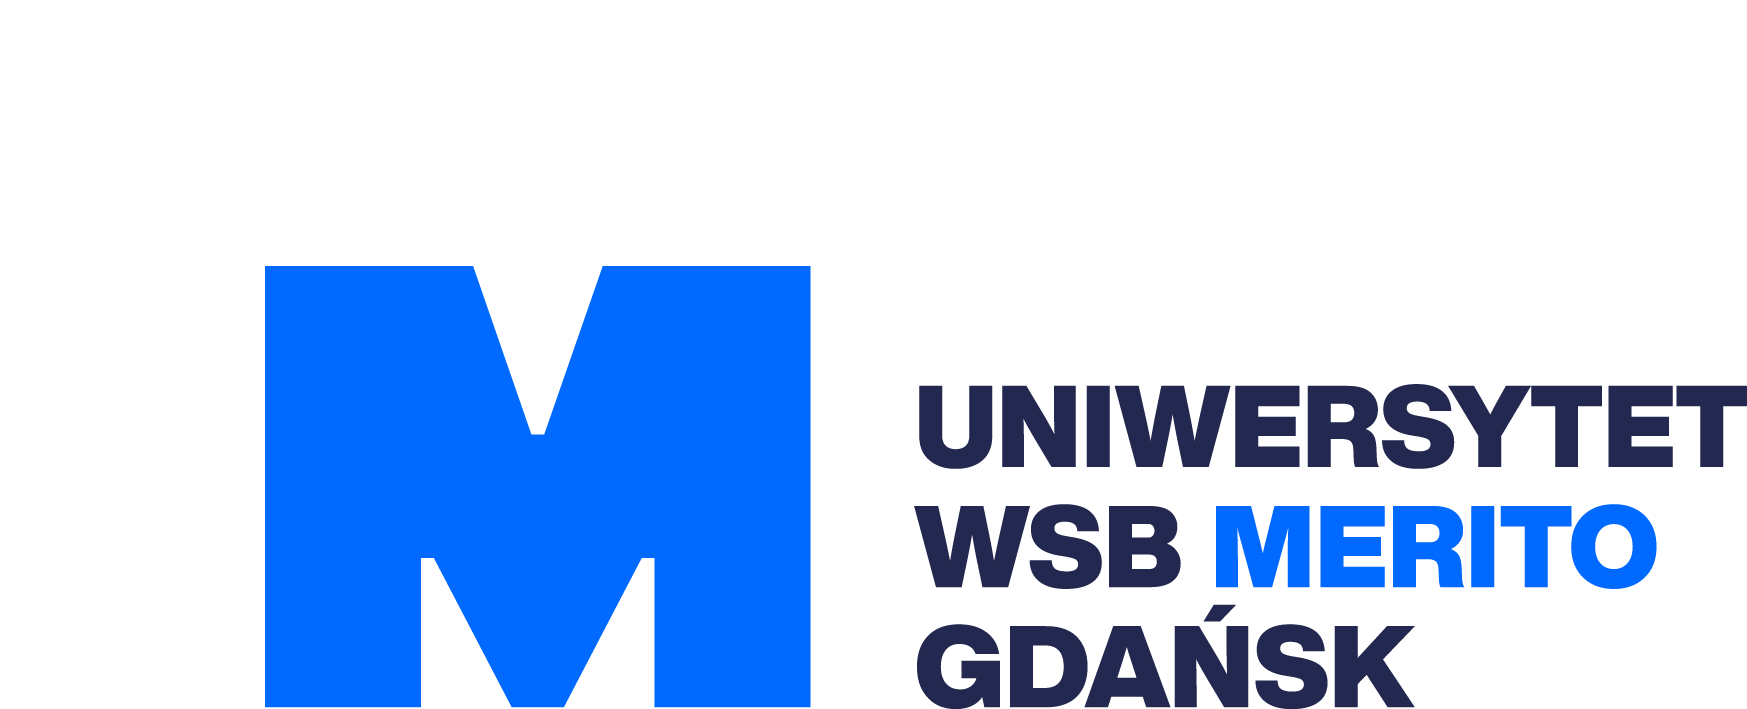 M
UNIWERSYTET
WSB MERITO
GDAŃSK